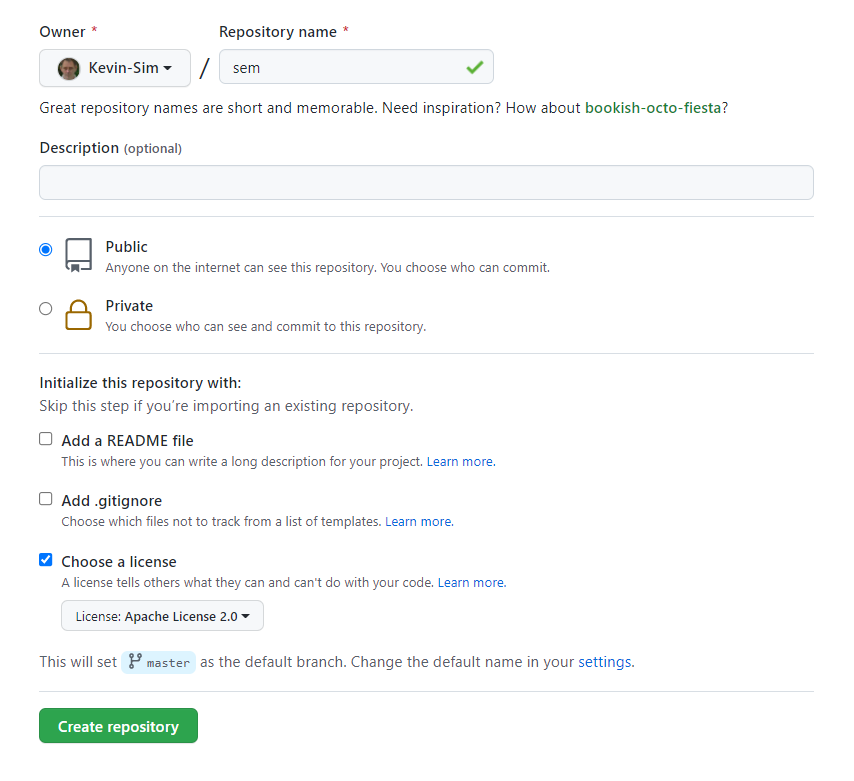 Owner * Repository name *
Kevin-Sim / sem
Great repository names are short and memorable. Need inspiration? How about bookish-octo-fiesta?
Description (optional)
Public
Anyone on the internet can see this repository. You choose who can commit.
Private
You choose who can see and commit to this repository.
Initialize this repository with:
Skip this step if you’re importing an existing repository.
Add a README file
This is where you can write a long description for your project. Learn more.
Add .gitignore
Choose which files not to track from a list of templates. Learn more.
Choose a license
A license tells others what they can and can't do with your code. Learn more.
License: Apache License 2.0
This will set master as the default branch. Change the default name in your settings.
Create repository